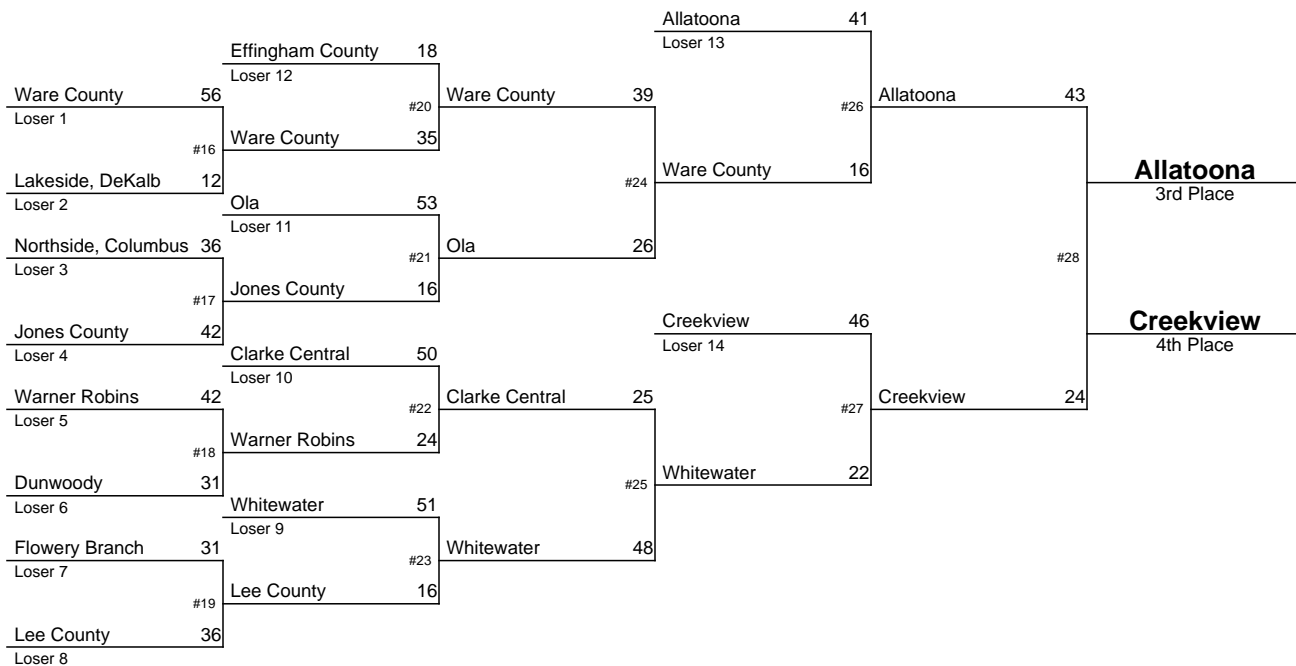 Ware County 56
Loser 1
#16
Lakeside, DeKalb 12
Loser 2
Northside, Columbus 36
Loser 3
#17
Jones County 42
Loser 4
Warner Robins 42
Loser 5
#18
Dunwoody 31
Loser 6
Flowery Branch 31
Loser 7
#19
Lee County 36
Loser 8
Effingham County 18
Loser 12
#20
Ware County 35
Ola 53
Loser 11
#21
Jones County 16
Clarke Central 50
Loser 10
#22
Warner Robins 24
Whitewater 51
Loser 9
#23
Lee County 16
Ware County 39
#24
Ola 26
Clarke Central 25
#25
Whitewater 48
Allatoona 41
Loser 13
#26
Ware County 16
Creekview 46
Loser 14
#27
Whitewater 22
Allatoona 43
#28
Creekview 24
Allatoona
3rd Place
Creekview
4th Place